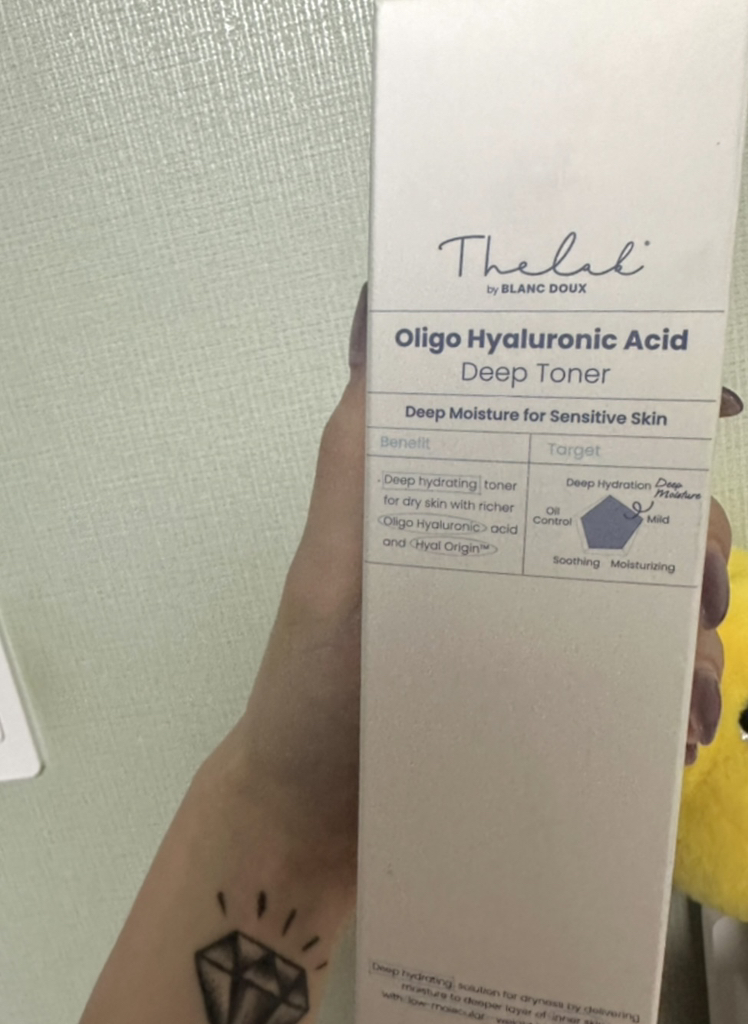 Thelab
by BLANC DOUX
Oligo Hyaluronic Acid
Deep Toner
Deep Moisture for Sensitive Skin
Benefit
Target
· Deep hydrating toner
for dry skin with richer
Oligo Hyaluronic acid
and Hyal Origin™
Deep Hydration
Deep
Moisture
Oil
Control
Mild
Soothing
Moisturizing
Deep hydrating solution for dryness by delivering
moisture to deeper layer of inner
with low-molecular